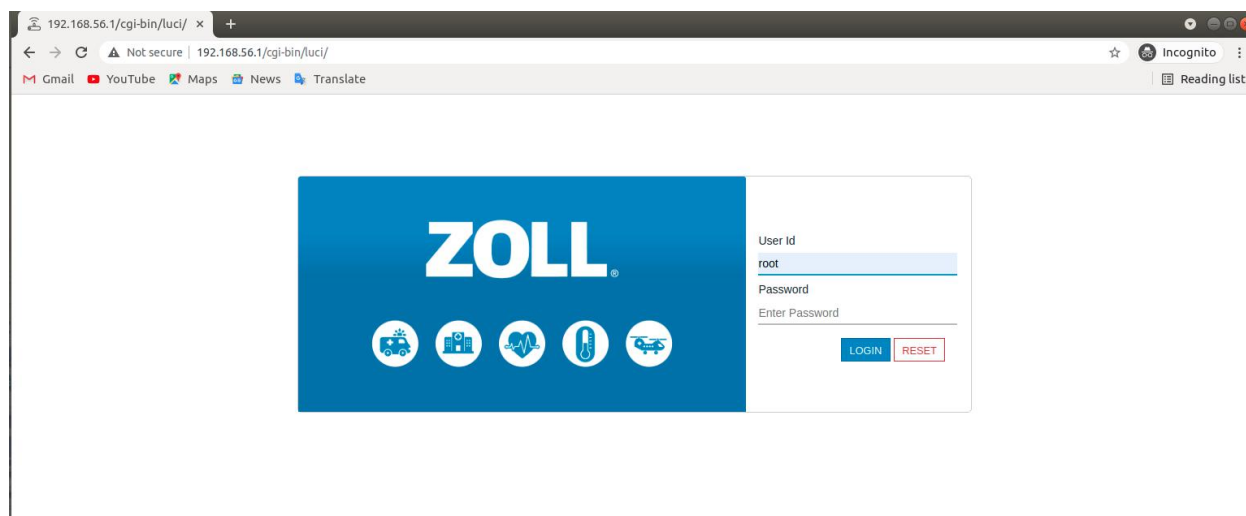 192.168.56.1/cgi-bin/luci/
Not secure | 192.168.56.1/cgi-bin/luci/
Incognito
Gmail YouTube Maps News Translate
Reading list
ZOLL®
User Id
root
Password
Enter Password
LOGIN RESET